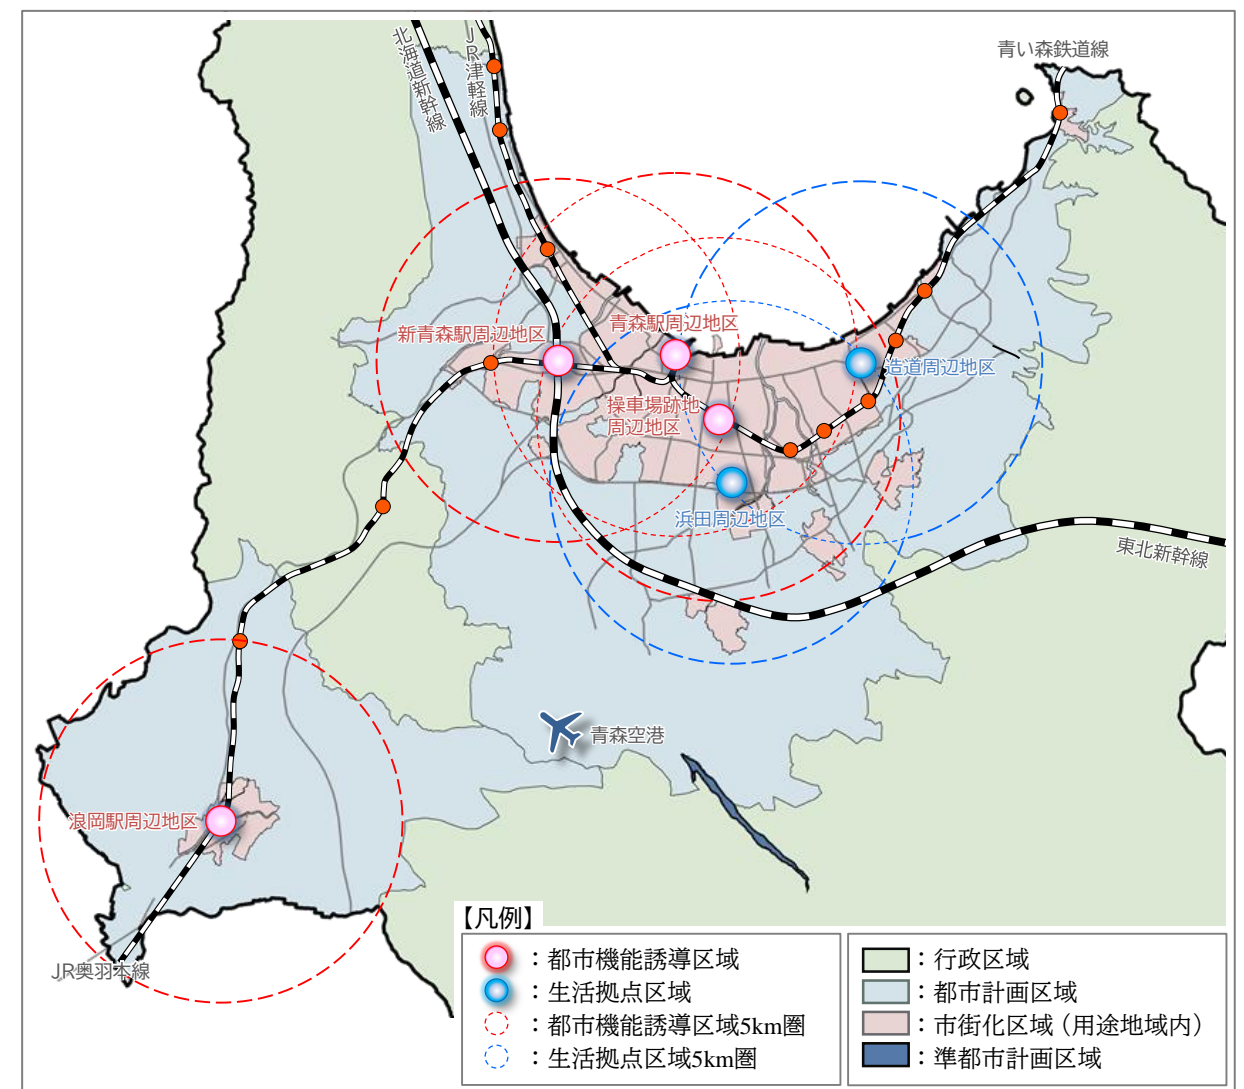 北海道新幹線
JR津軽線
青い森鉄道線
青森駅周辺地区
新青森駅周辺地区
造道周辺地区
操車場跡地
周辺地区
浜田周辺地区
東北新幹線
青森空港
浪岡駅周辺地区
JR奥羽本線
【凡例】
：都市機能誘導区域
：生活拠点区域
：都市機能誘導区域5km圏
：生活拠点区域5km圏
：行政区域
：都市計画区域
：市街化区域（用途地域内）
：準都市計画区域